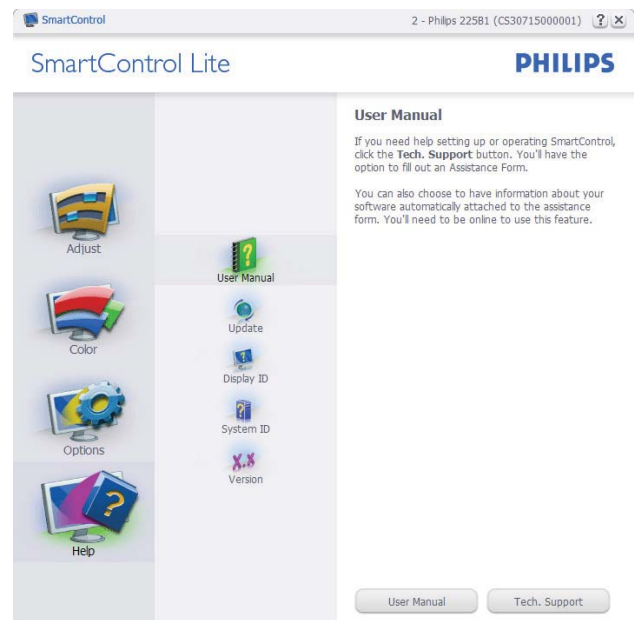 SmartControl
2 - Philips 225B1 (CS30715000001)
?
X
SmartControl Lite
PHILIPS
Adjust
Color
Options
?
Help
?
User Manual
Update
?
Display ID
?
System ID
X.X
Version
User Manual
If you need help setting up or operating SmartControl,
click the Tech. Support button. You'll have the
option to fill out an Assistance Form.
You can also choose to have information about your
software automatically attached to the assistance
form. You'll need to be online to use this feature.
User Manual
Tech. Support